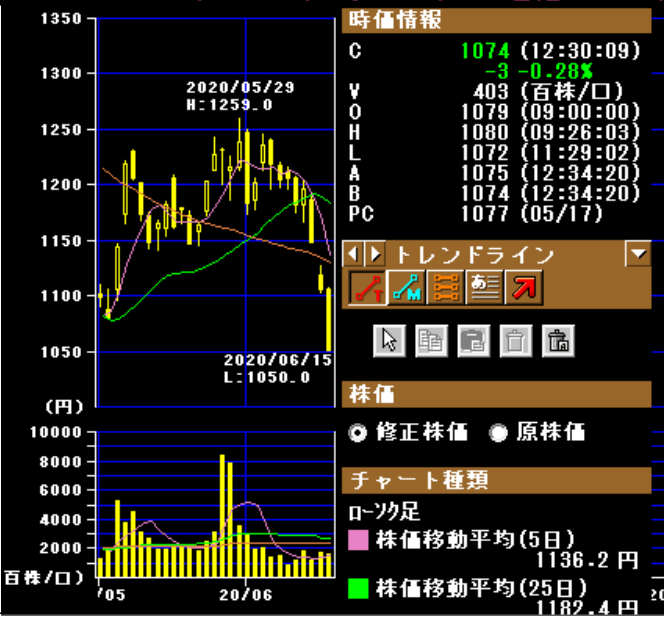 1350
1300
1250
1200
1150
1100
1050
(円)
2020/05/29
H:1259.0
2020/06/15
L:1050.0
10000
8000
6000
4000
2000
百株/口)
/05
20/06
時価情報
C 1074 (12:30:09)
-3 -0.28%
V 403 (百株/口)
O 1079 (09:00:00)
H 1080 (09:26:03)
L 1072 (11:29:02)
A 1075 (12:34:20)
B 1074 (12:34:20)
PC 1077 (05/17)
トレンドライン
T
M
あ
株価
修正株価 原株価
チャート種類
ローソク足
株価移動平均(5日)
1136.2 円
株価移動平均(25日)
1182.4 円